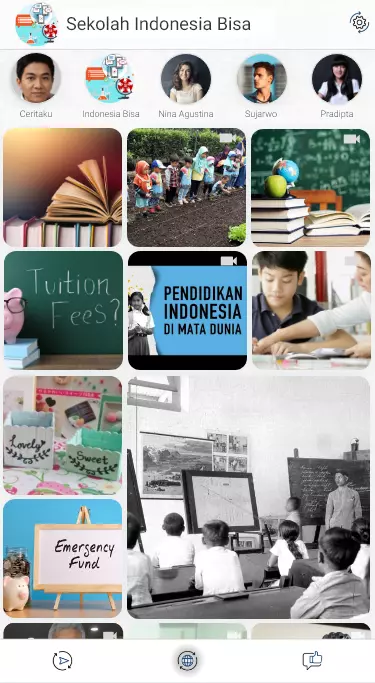 Sekolah Indonesia Bisa
Ceritaku
Indonesia Bisa
Nina Agustina
Sujarwo
Pradipta
Tuition
Fees?
PENDIDIKAN
INDONESIA
DI MATA DUNIA
Lovely
Sweet
Emergency
Fund